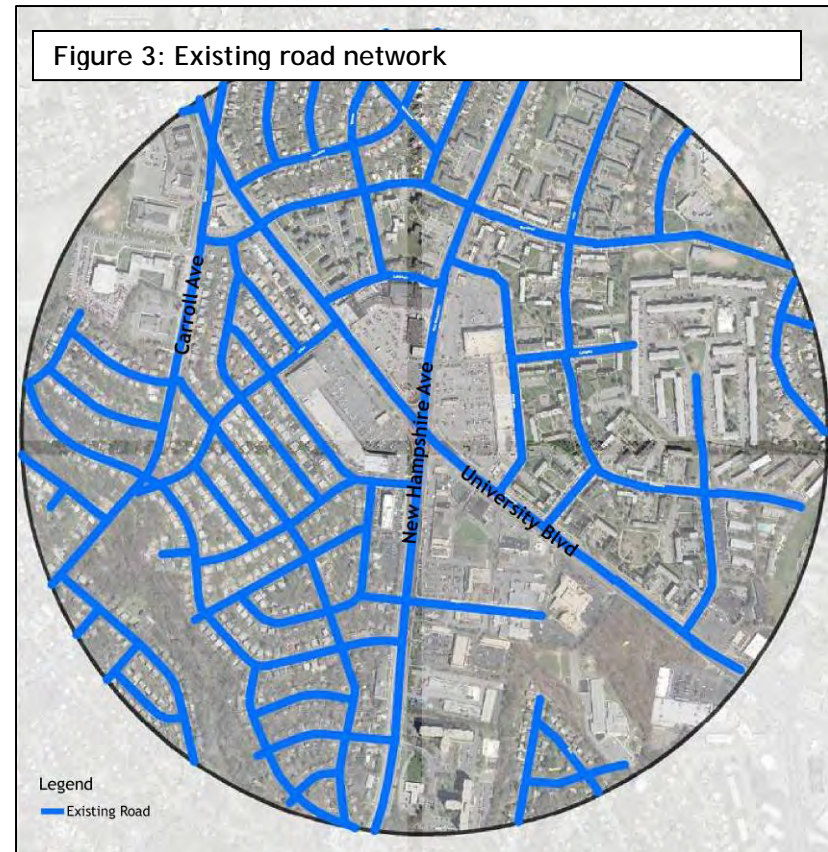 Figure 3: Existing road network
Carroll Ave
New Hampshire Ave
University Blvd
Legend
Existing Road